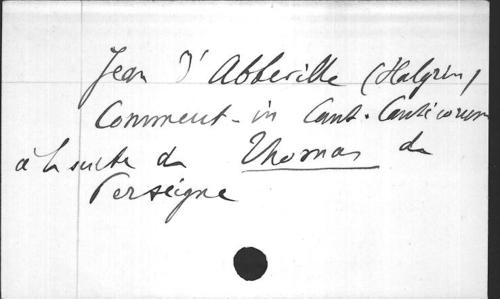 Jean d'Abbeville (Halgrin)
Comment. in Cant. Canticorum
à la suite de Thomas de
Perseigne